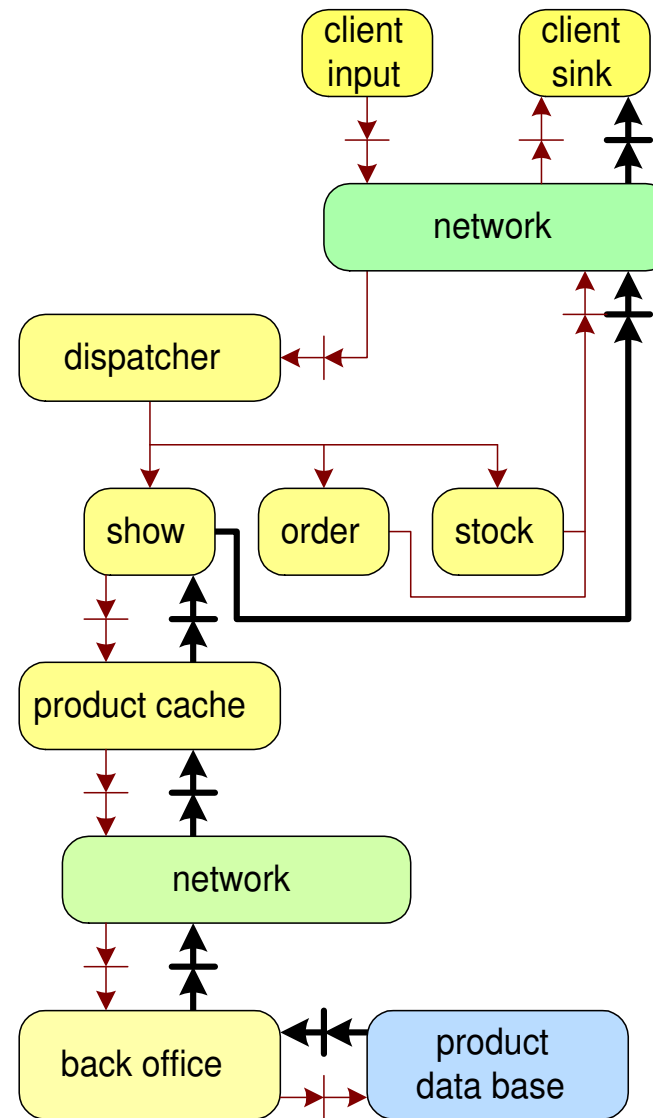 client
input
client
sink
network
dispatcher
show
order
stock
product cache
network
back office
product
data base